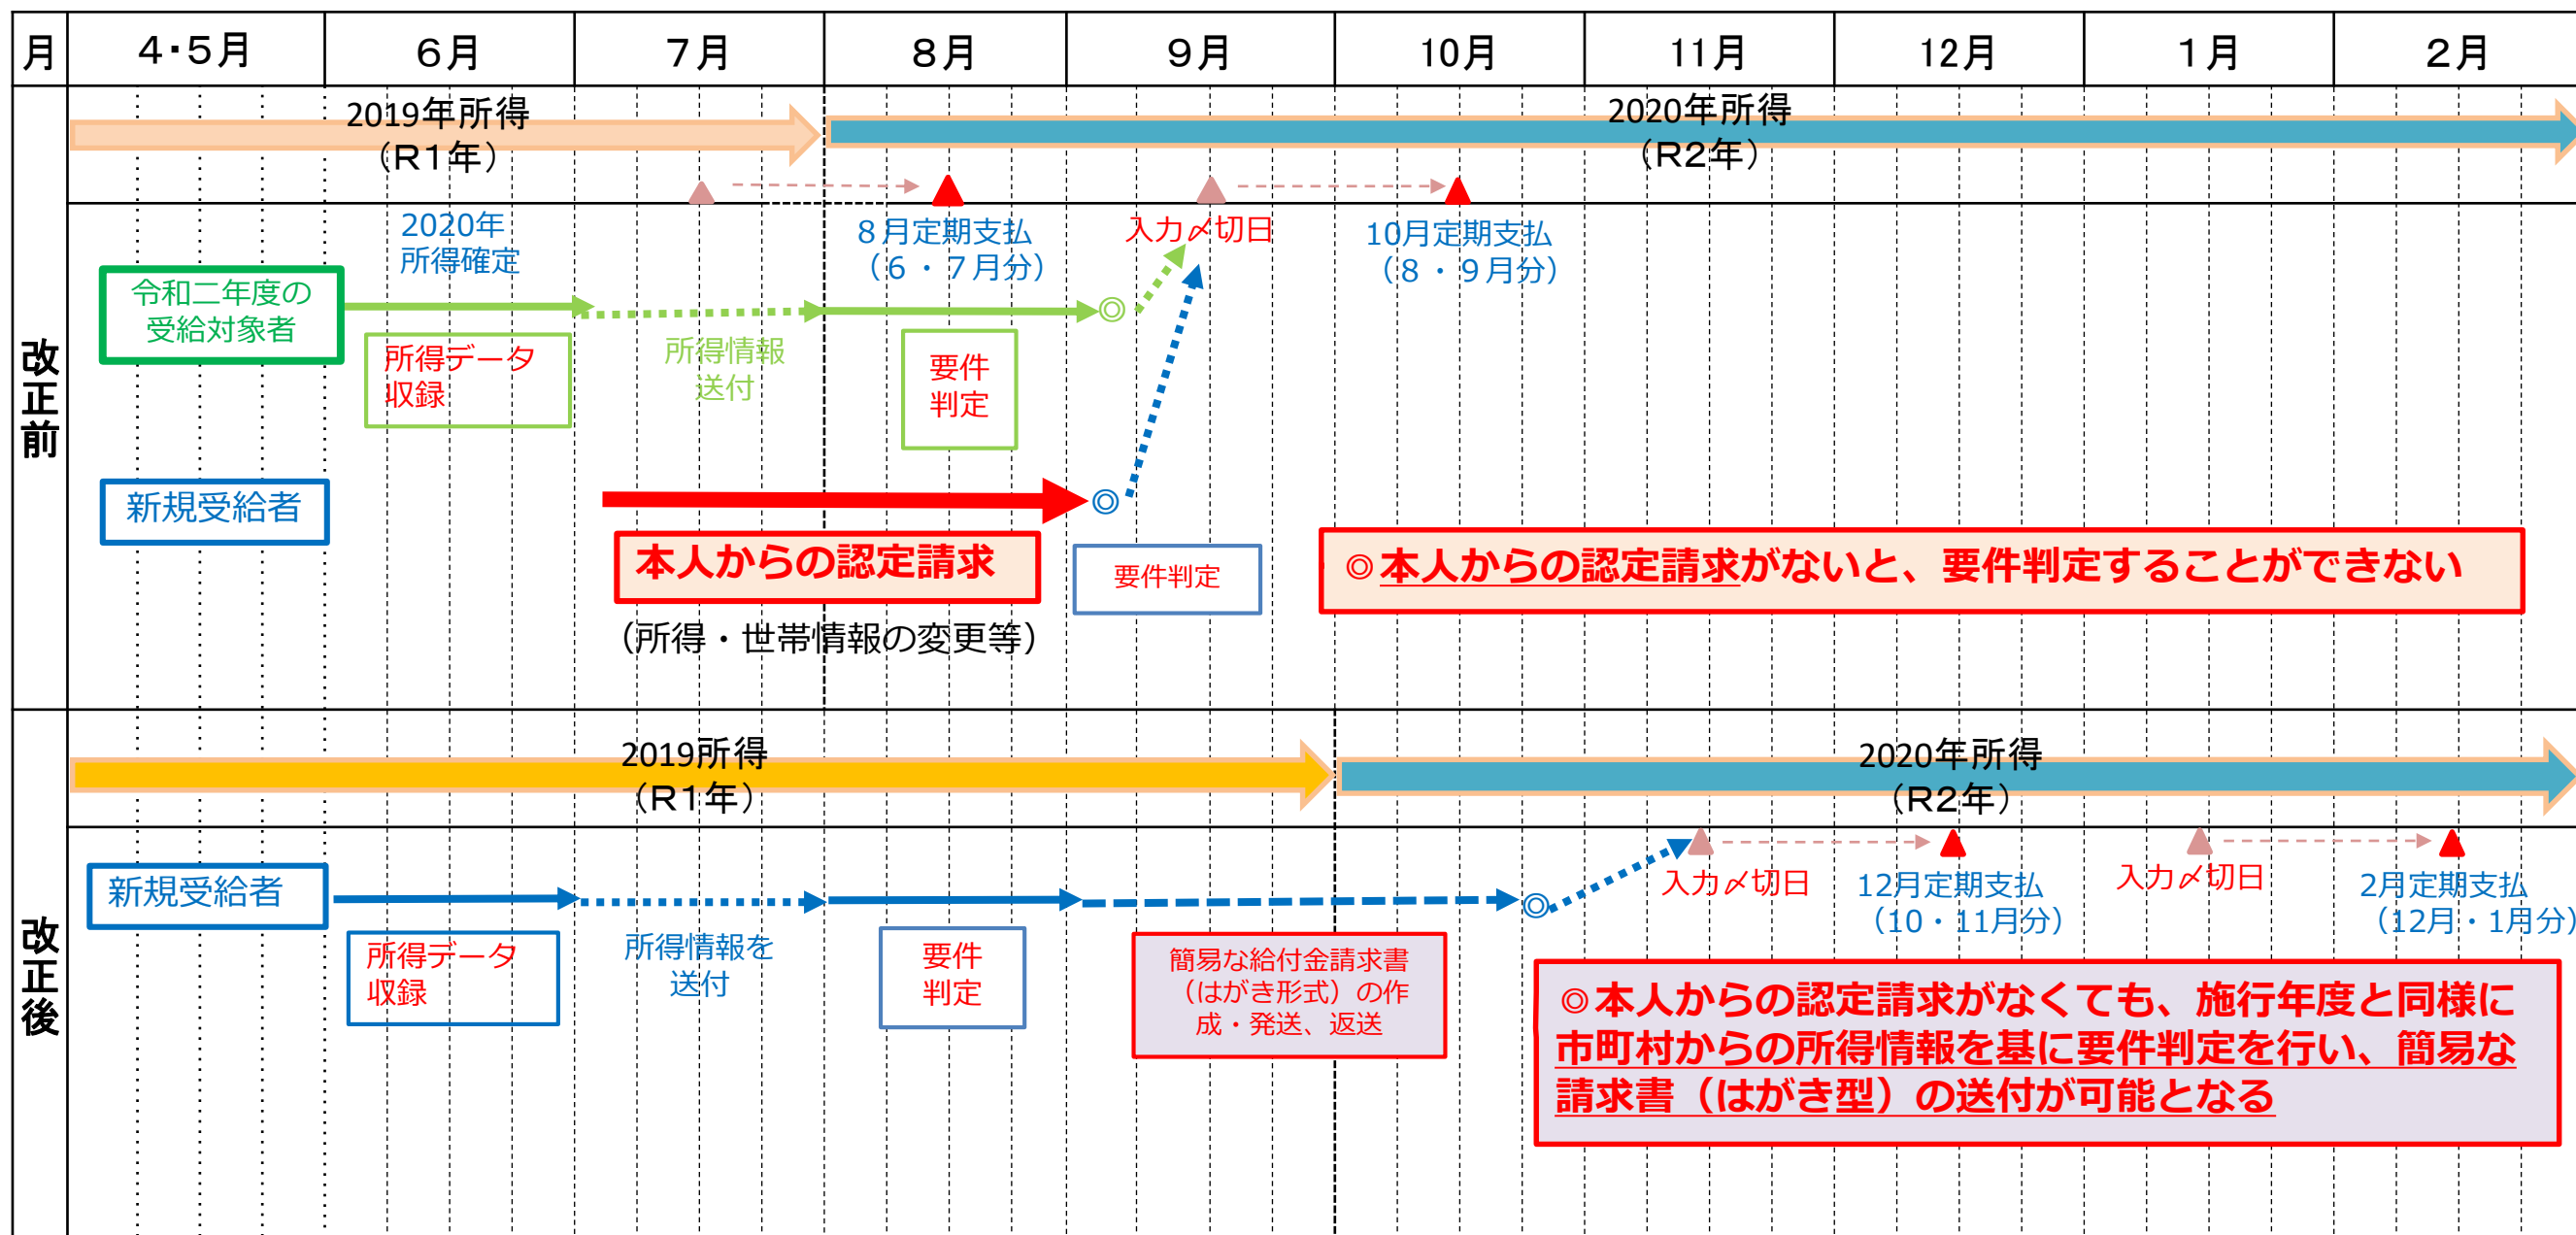 月
4・5月
6月
7月
8月
9月
10月
11月
12月
1月
2月
改正前
2019年所得
（R1年）
2020年所得
（R2年）
2020年
所得確定
8月定期支払
（6・7月分）
入力〆切日
10月定期支払
（8・9月分）
令和二年度の
受給対象者
所得データ
収録
所得情報
送付
◎
要件
判定
新規受給者
◎
本人からの認定請求
（所得・世帯情報の変更等）
要件判定
◎本人からの認定請求がないと、要件判定することができない
改正後
2019所得
（R1年）
2020年所得
（R2年）
新規受給者
◎
入力〆切日
12月定期支払
（10・11月分）
入力〆切日
2月定期支払
（12月・1月分）
所得データ
収録
所得情報を
送付
要件
判定
簡易な給付金請求書
（はがき形式）の作
成・発送、返送
◎本人からの認定請求がなくても、施行年度と同様に
市町村からの所得情報を基に要件判定を行い、簡易な
請求書（はがき型）の送付が可能となる